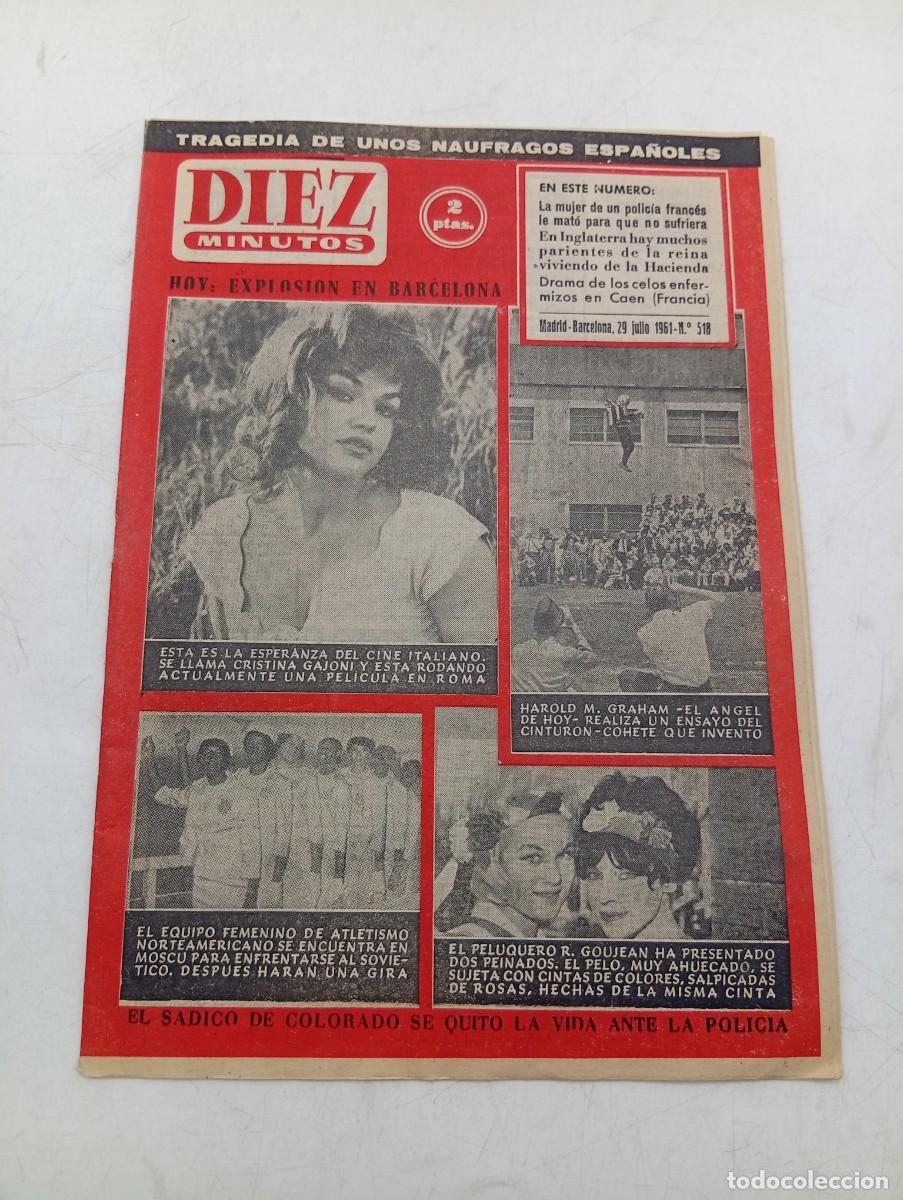 TRAGEDIA DE UNOS NAUFRAGOS ESPAÑOLES
DIEZ
MINUTOS
2
ptas.
EN ESTE NUMERO:
La mujer de un policía francés
le mató para que no sufriera
En Inglaterra hay muchos
parientes de la reina
viviendo de la Hacienda
Drama de los celos enfer-
mizos en Caen (Francia)
Madrid-Barcelona, 29 julio 1961-N.º 518
HOY: EXPLOSION EN BARCELONA
ESTA ES LA ESPERANZA DEL CINE ITALIANO.
SE LLAMA CRISTINA GAJONI Y ESTA RODANDO
ACTUALMENTE UNA PELICULA EN ROMA
HAROLD M. GRAHAM -EL ANGEL
DE HOY- REALIZA UN ENSAYO DEL
CINTURON-COHETE QUE INVENTO
EL EQUIPO FEMENINO DE ATLETISMO
NORTEAMERICANO SE ENCUENTRA EN
MOSCU PARA ENFRENTARSE AL SOVIE-
TICO. DESPUES HARAN UNA GIRA
EL PELUQUERO R. GOUJEAN HA PRESENTADO
DOS PEINADOS. EL PELO, MUY AHUECADO, SE
SUJETA CON CINTAS DE COLORES, SALPICADAS
DE ROSAS, HECHAS DE LA MISMA CINTA
EL SADICO DE COLORADO SE QUITO LA VIDA ANTE LA POLICIA
todocoleccion